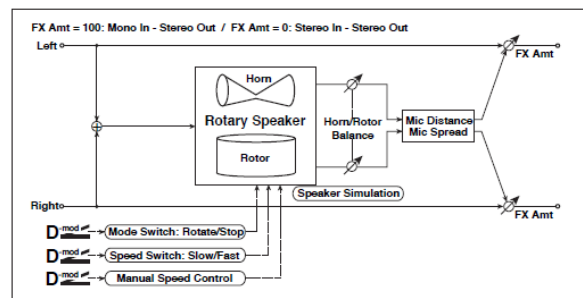 FX Amt = 100: Mono In - Stereo Out / FX Amt = 0: Stereo In - Stereo Out
Left
FX Amt
Horn
Rotary Speaker
Rotor
Horn/Rotor
Balance
Mic Distance
Mic Spread
Speaker Simulation
Right
FX Amt
D-mod
Mode Switch: Rotate/Stop
D-mod
Speed Switch: Slow/Fast
D-mod
Manual Speed Control